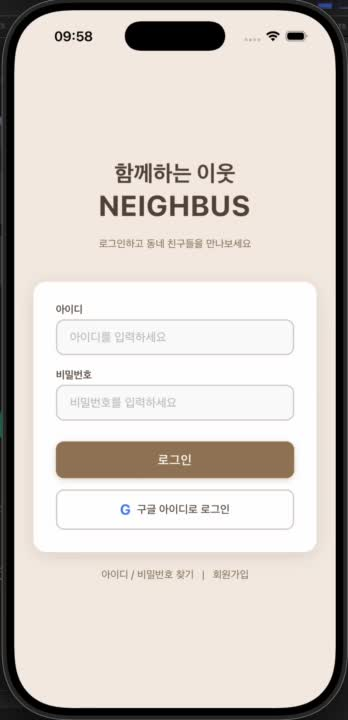 09:58
함께하는 이웃
NEIGHBUS
로그인하고 동네 친구들을 만나보세요
아이디
아이디를 입력하세요
비밀번호
비밀번호를 입력하세요
로그인
G 구글 아이디로 로그인
아이디 / 비밀번호 찾기 | 회원가입